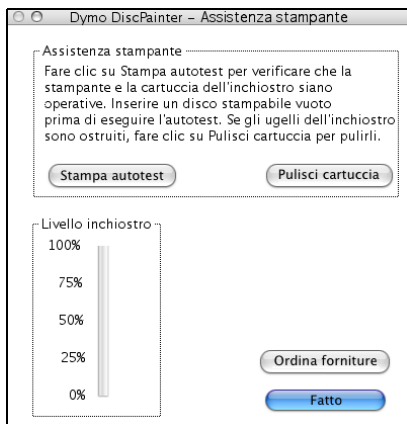 Dymo DiscPainter – Assistenza stampante
Assistenza stampante
Fare clic su Stampa autotest per verificare che la
stampante e la cartuccia dell'inchiostro siano
operative. Inserire un disco stampabile vuoto
prima di eseguire l'autotest. Se gli ugelli dell'inchiostro
sono ostruiti, fare clic su Pulisci cartuccia per pulirli.
Stampa autotest
Pulisci cartuccia
Livello inchiostro
100%
75%
50%
25%
0%
Ordina forniture
Fatto